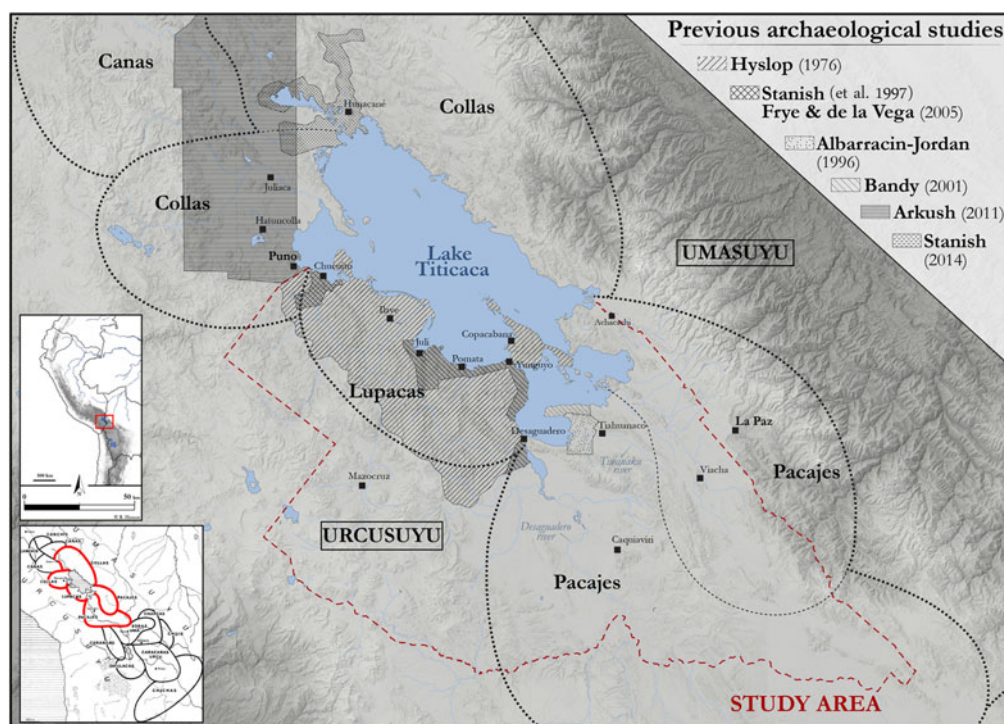 Previous archaeological studies
Hyslop (1976)
Stanish (et al. 1997)
Frye & de la Vega (2005)
Albarracin-Jordan
(1996)
Bandy (2001)
Arkush (2011)
Stanish
(2014)
Canas
Collas
Huancané
Juliaca
Collas
Hatuncolla
Puno
Chucuito
Lake
Titicaca
UMASUYU
Ilave
Copacabana
Achacachi
Juli
Pomata
Yunguyo
Lupacas
Desaguadero
Tiahuanaco
La Paz
Viacha
Pacajes
Mazocruz
URCUSUYU
Desaguadero
river
Caquiaviri
Pacajes
STUDY AREA
500 km
N
0
50 km
COLLAS
PACAJES
CHICHAS